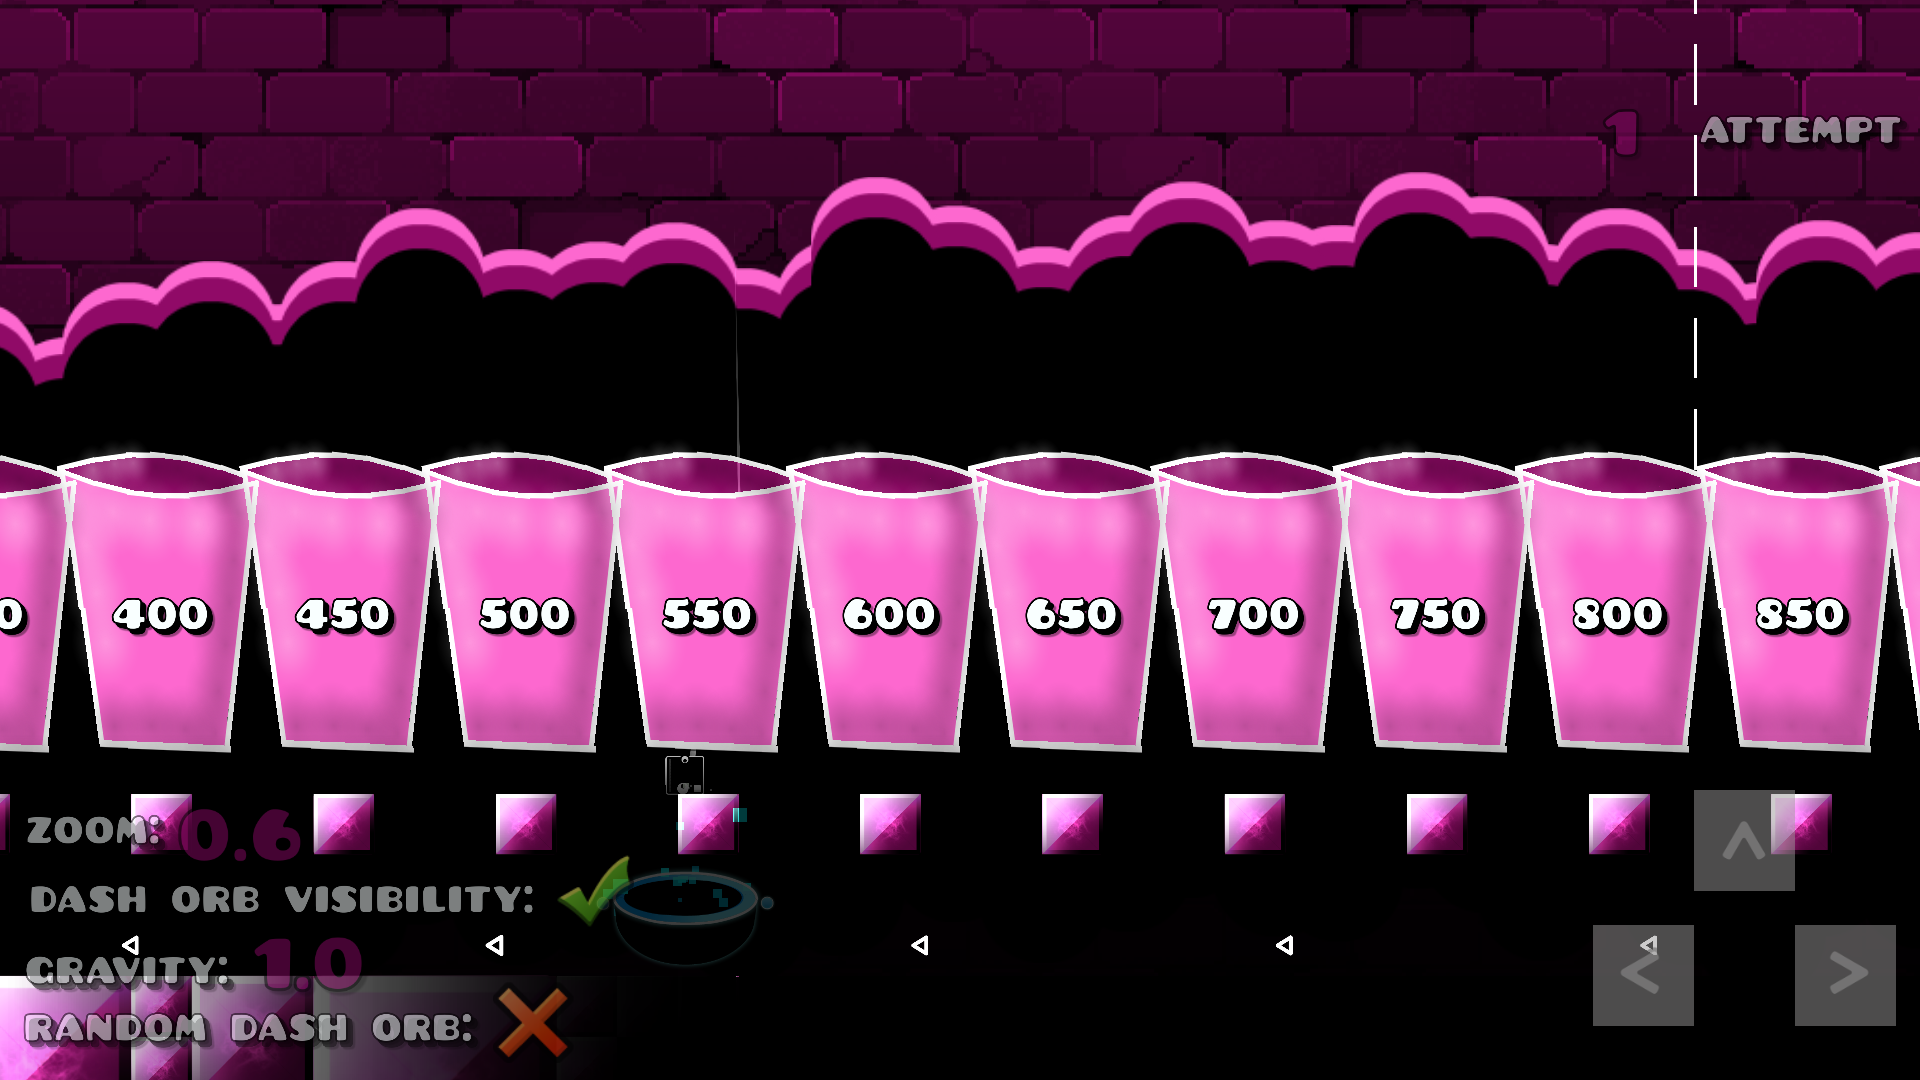 1 ATTEMPT
0 400 450 500 550 600 650 700 750 800 850
ZOOM: 0.6
DASH ORB VISIBILITY:
GRAVITY: 1.0
RANDOM DASH ORB: